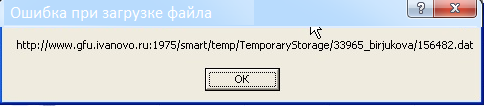 Ошибка при загрузке файла
http://www.gfu.ivanovo.ru:1975/smart/temp/TemporaryStorage/33965_birjukova/156482.dat
OK